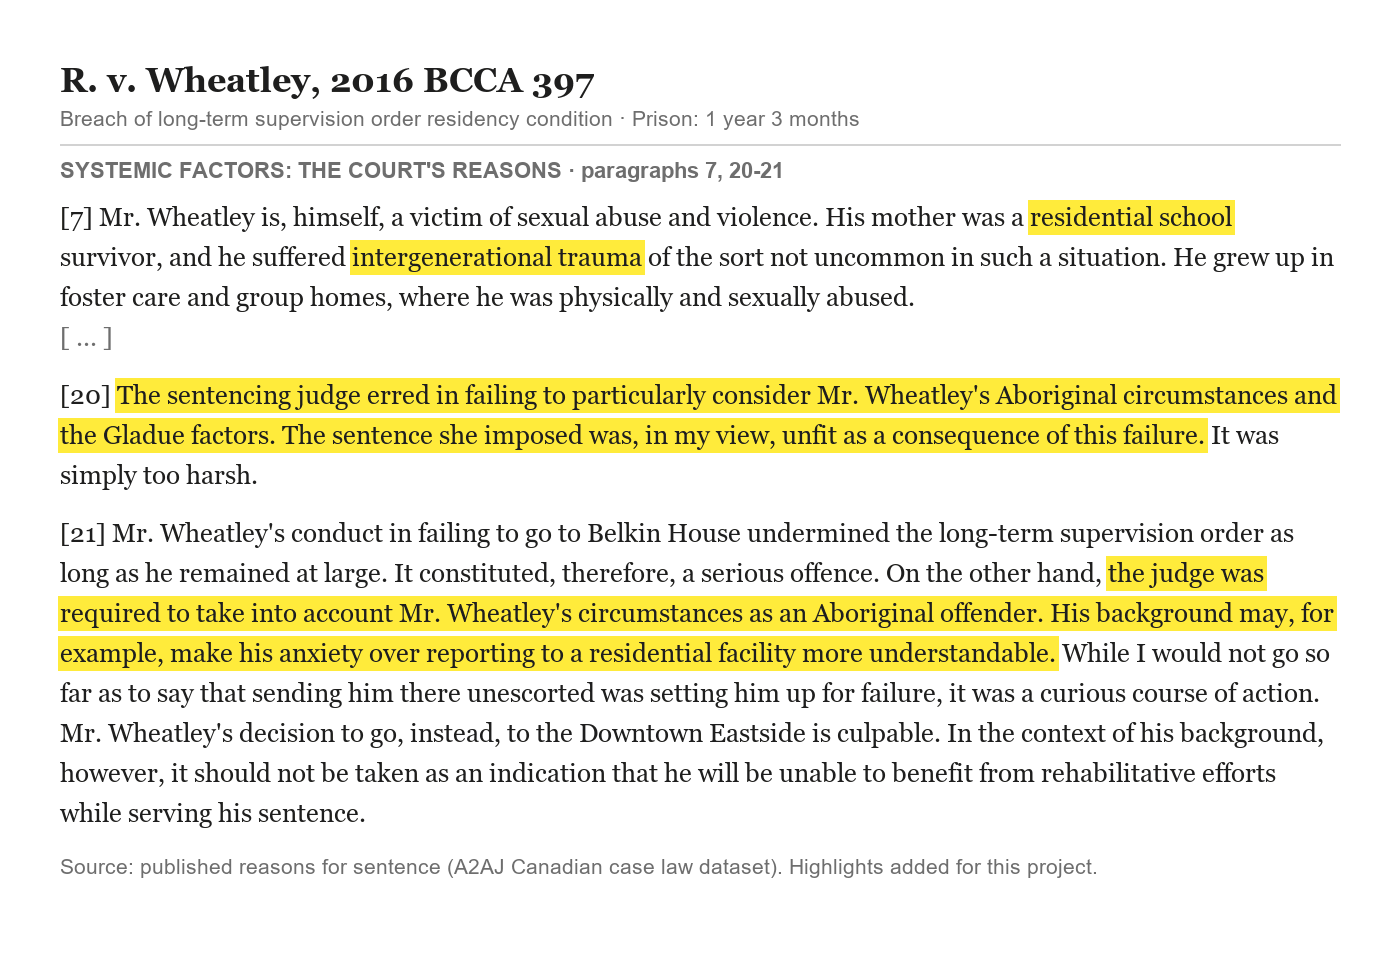 R. v. Wheatley, 2016 BCCA 397
Breach of long-term supervision order residency condition · Prison: 1 year 3 months
SYSTEMIC FACTORS: THE COURT'S REASONS · paragraphs 7, 20-21
[7] Mr. Wheatley is, himself, a victim of sexual abuse and violence. His mother was a residential school
survivor, and he suffered intergenerational trauma of the sort not uncommon in such a situation. He grew up in
foster care and group homes, where he was physically and sexually abused.
[ ... ]
[20] The sentencing judge erred in failing to particularly consider Mr. Wheatley's Aboriginal circumstances and
the Gladue factors. The sentence she imposed was, in my view, unfit as a consequence of this failure. It was
simply too harsh.
[21] Mr. Wheatley's conduct in failing to go to Belkin House undermined the long-term supervision order as
long as he remained at large. It constituted, therefore, a serious offence. On the other hand, the judge was
required to take into account Mr. Wheatley's circumstances as an Aboriginal offender. His background may, for
example, make his anxiety over reporting to a residential facility more understandable. While I would not go so
far as to say that sending him there unescorted was setting him up for failure, it was a curious course of action.
Mr. Wheatley's decision to go, instead, to the Downtown Eastside is culpable. In the context of his background,
however, it should not be taken as an indication that he will be unable to benefit from rehabilitative efforts
while serving his sentence.
Source: published reasons for sentence (A2AJ Canadian case law dataset). Highlights added for this project.